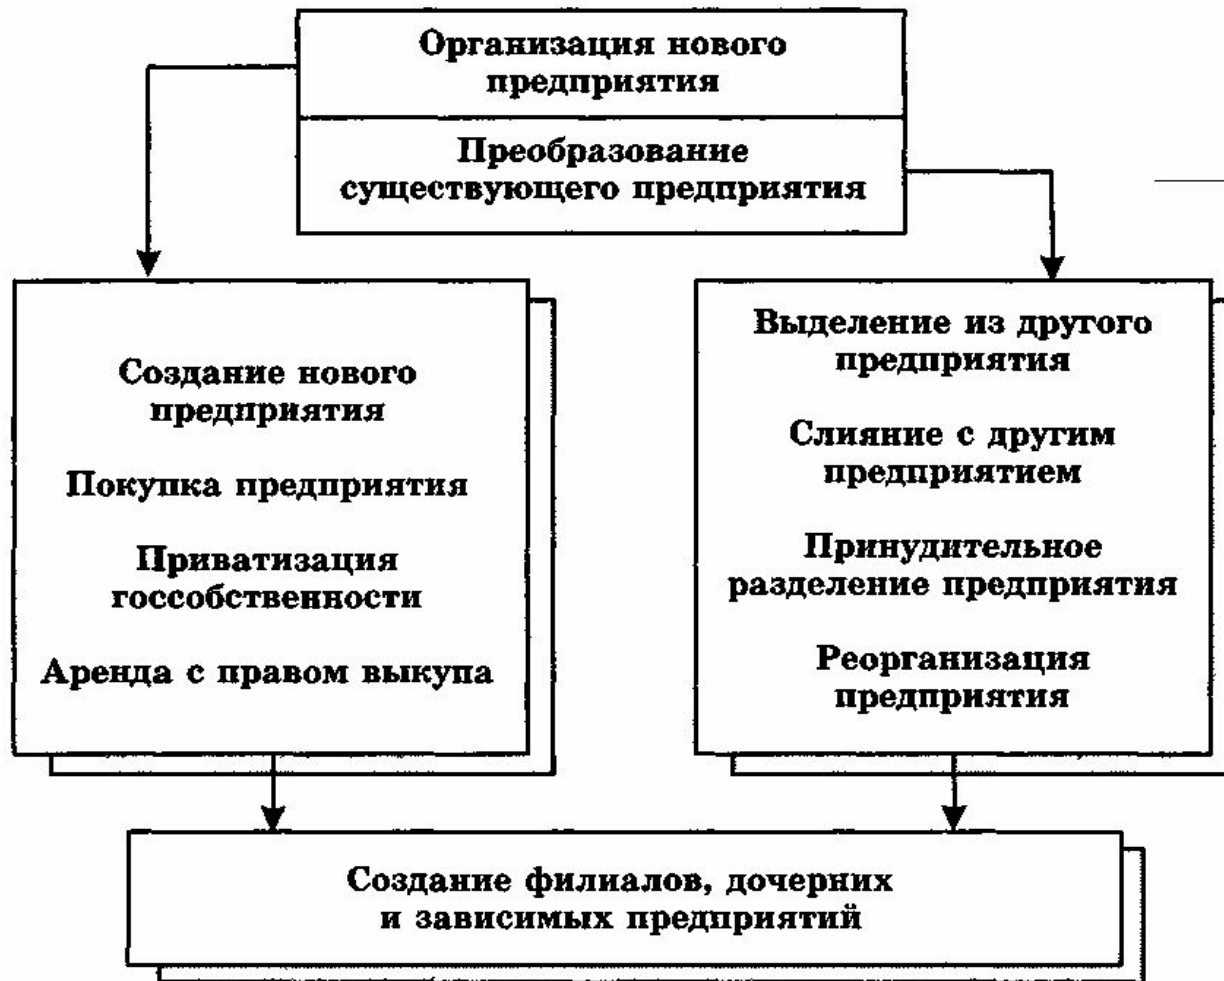 Организация нового
предприятия
Преобразование
существующего предприятия
Создание нового
предприятия
Покупка предприятия
Приватизация
госсобственности
Аренда с правом выкупа
Выделение из другого
предприятия
Слияние с другим
предприятием
Принудительное
разделение предприятия
Реорганизация
предприятия
Создание филиалов, дочерних
и зависимых предприятий